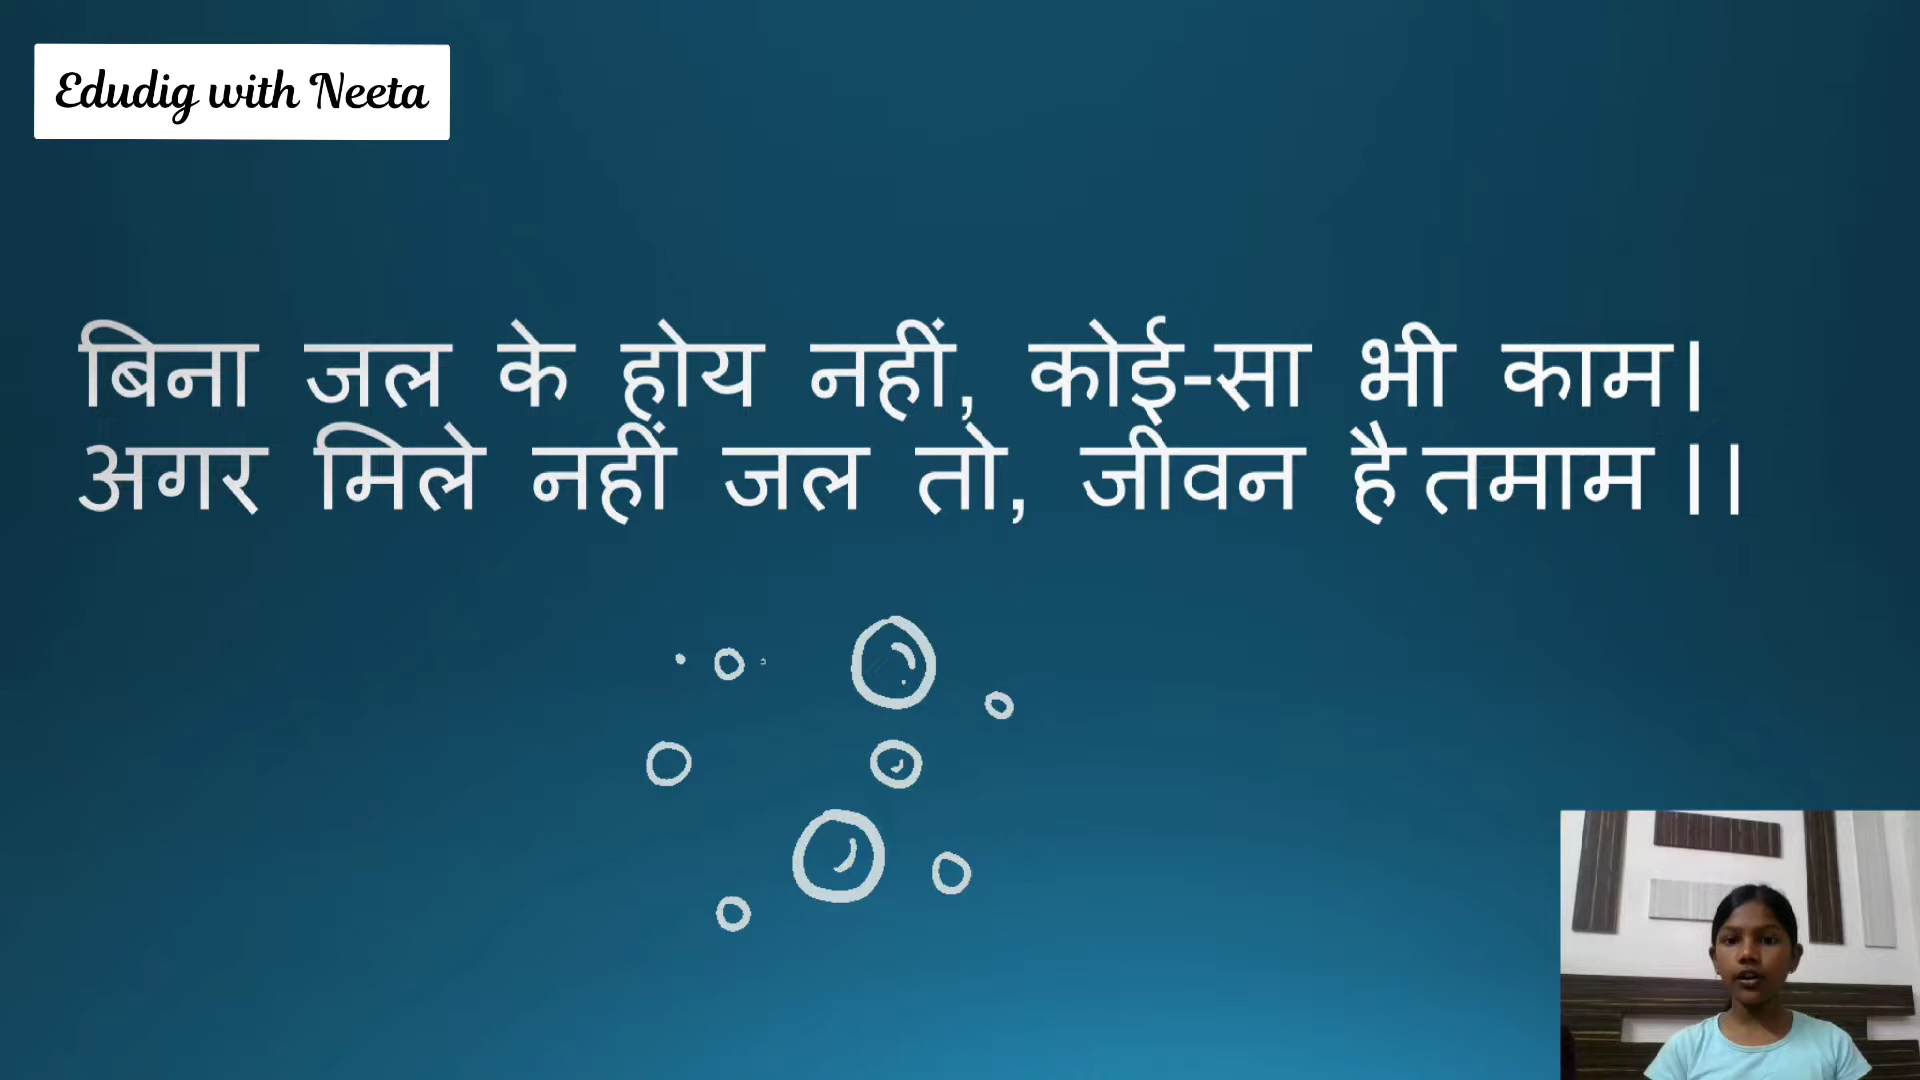 Edudig with Neeta
बिना जल के होय नहीं, कोई-सा भी काम।
अगर मिले नहीं जल तो, जीवन है तमाम ।।